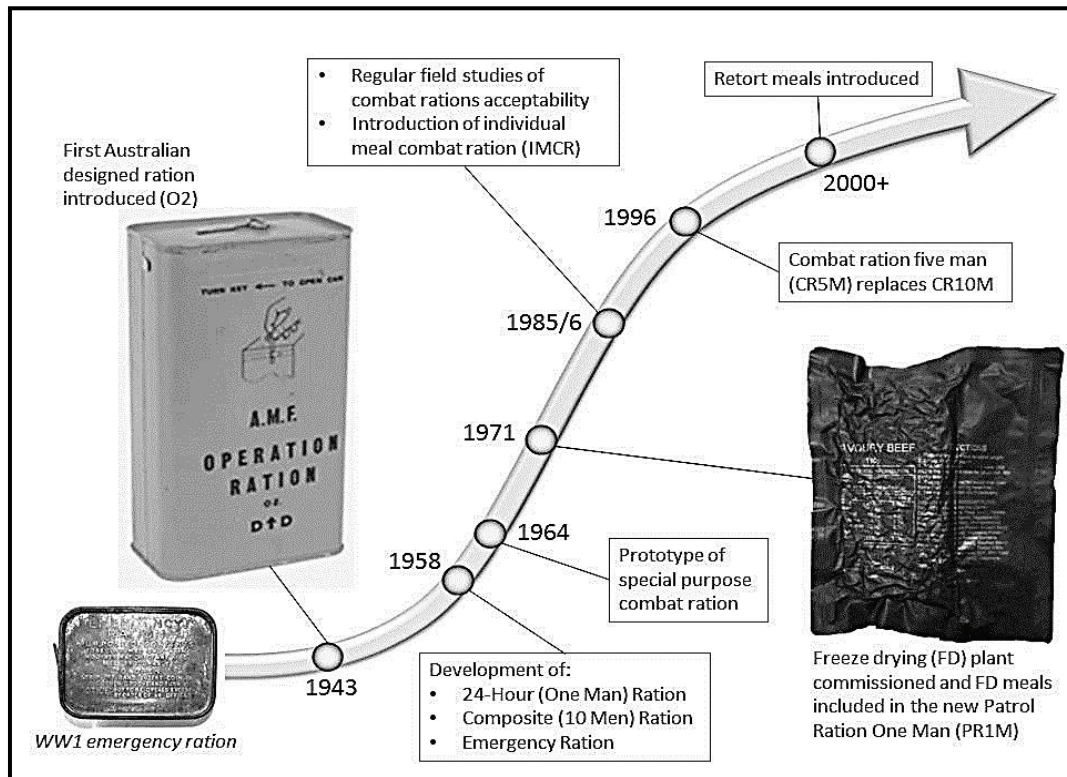 First Australian
designed ration
introduced (O2)
TURN KEY TO OPEN CAN
A.M.F.
OPERATION
RATION
O2
D↑D
WW1 emergency ration
1943
1958
Development of:
• 24-Hour (One Man) Ration
• Composite (10 Men) Ration
• Emergency Ration
1964
Prototype of
special purpose
combat ration
1971
AVOURY BEEF
Freeze drying (FD) plant
commissioned and FD meals
included in the new Patrol
Ration One Man (PR1M)
1985/6
• Regular field studies of
combat rations acceptability
• Introduction of individual
meal combat ration (IMCR)
1996
Combat ration five man
(CR5M) replaces CR10M
2000+
Retort meals introduced